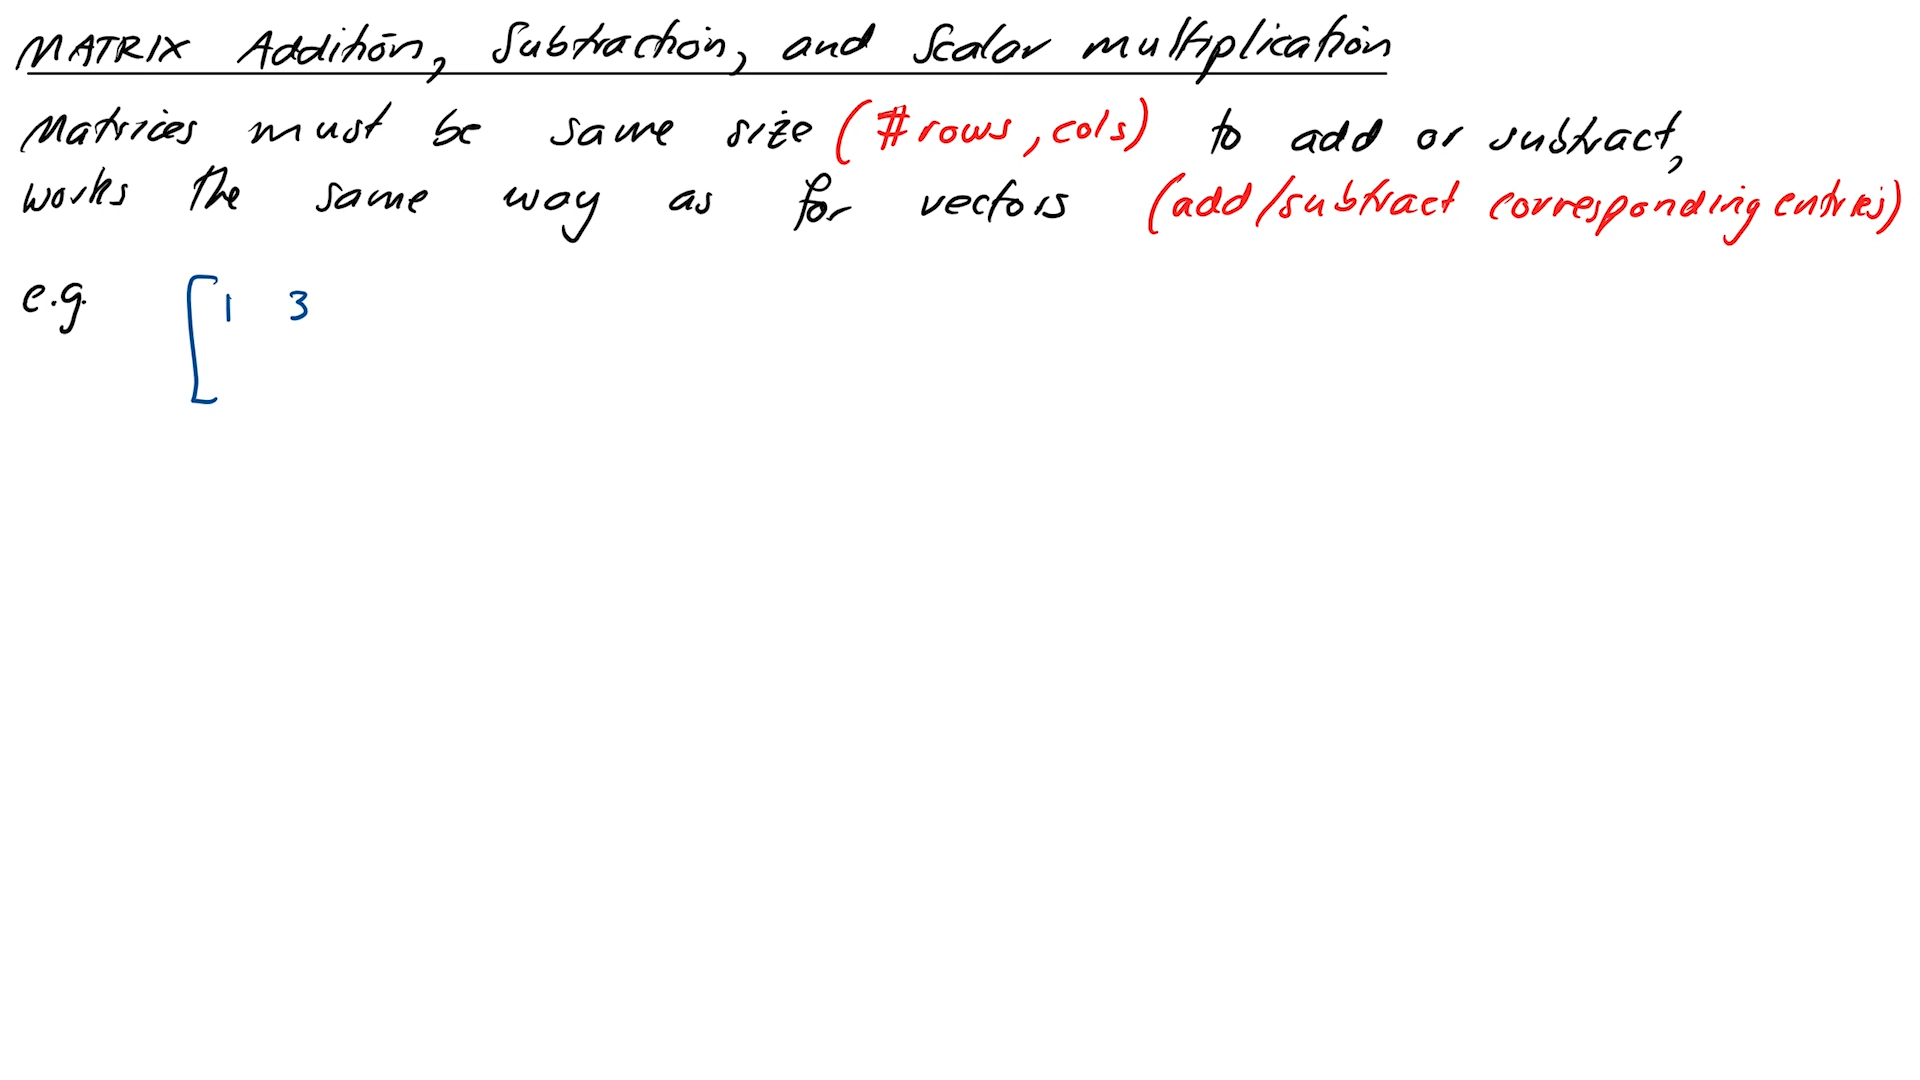 MATRIX Addition, Subtraction, and Scalar multiplication
Matrices must be same size (#rows, cols) to add or subtract,
works the same way as for vectors (add/subtract corresponding entries)
e.g. [1 3